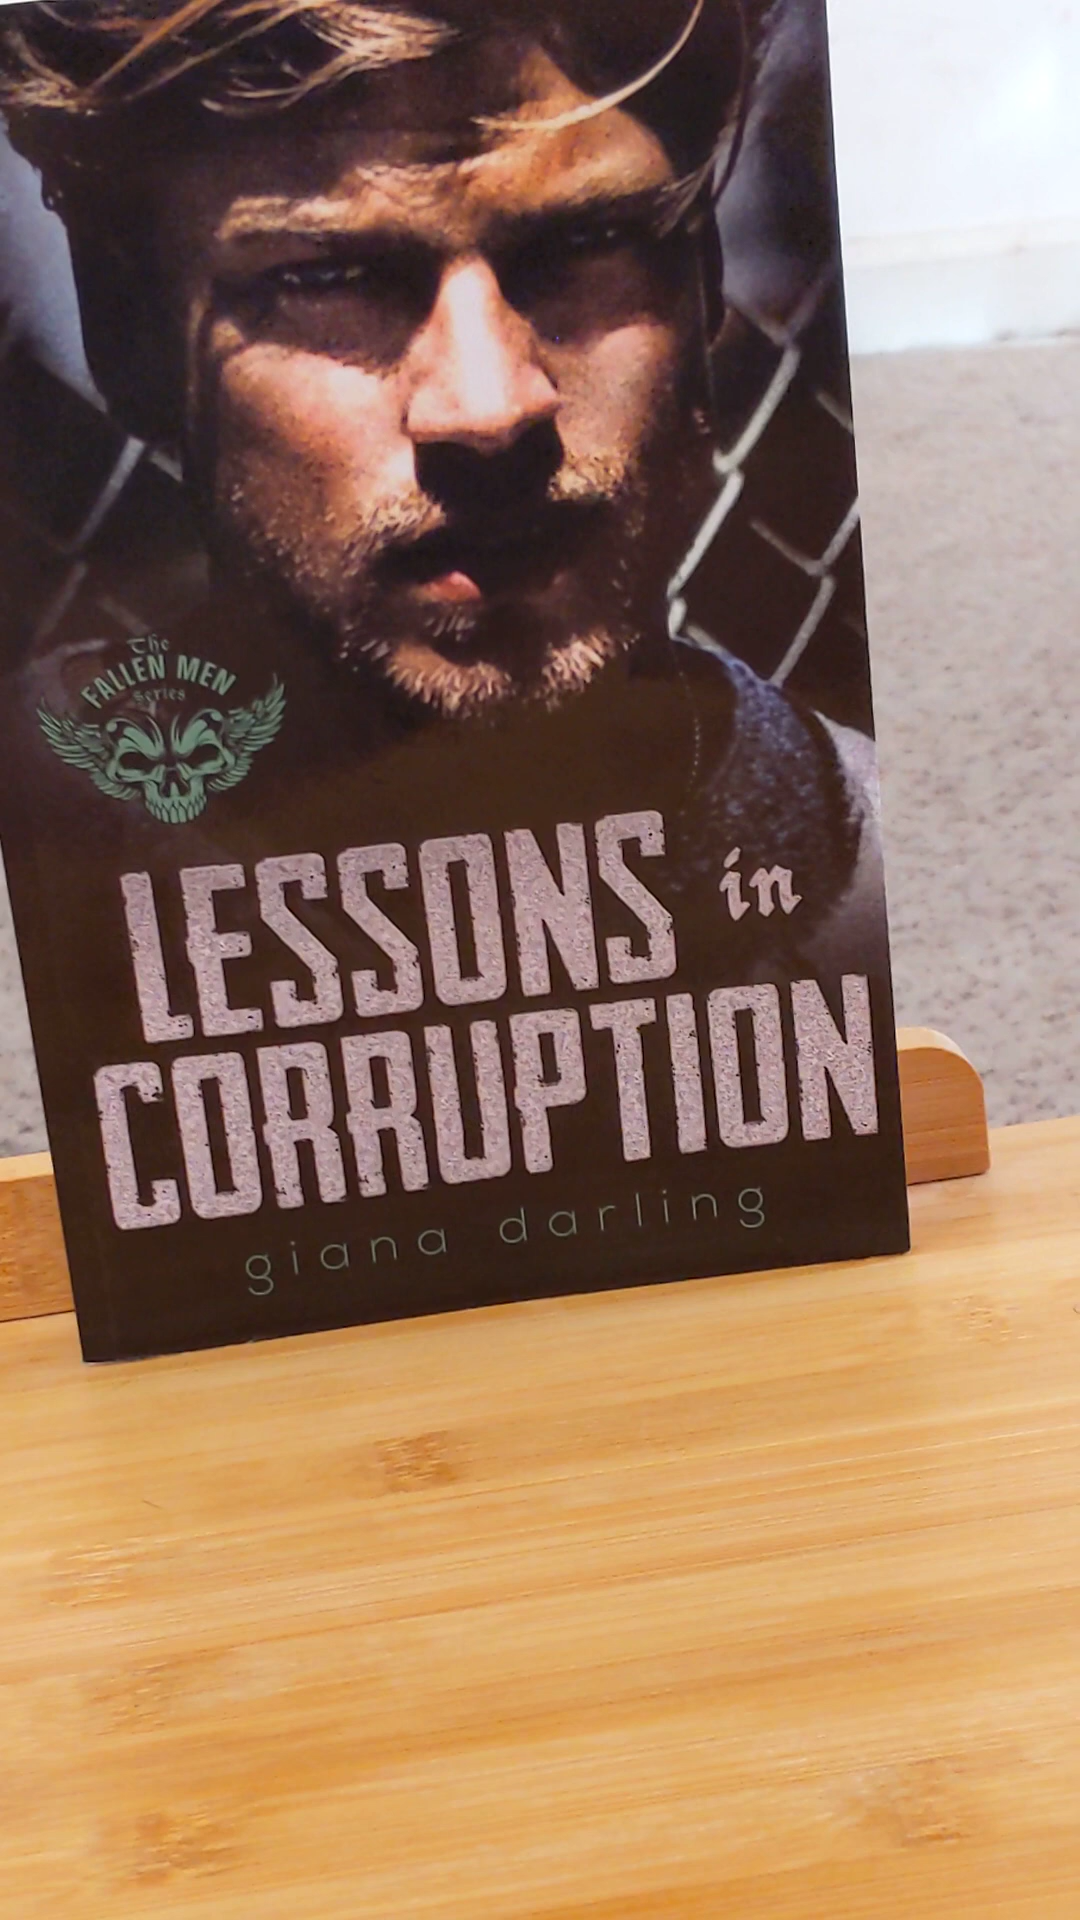 The
FALLEN MEN
series
LESSONS in
CORRUPTION
giana darling